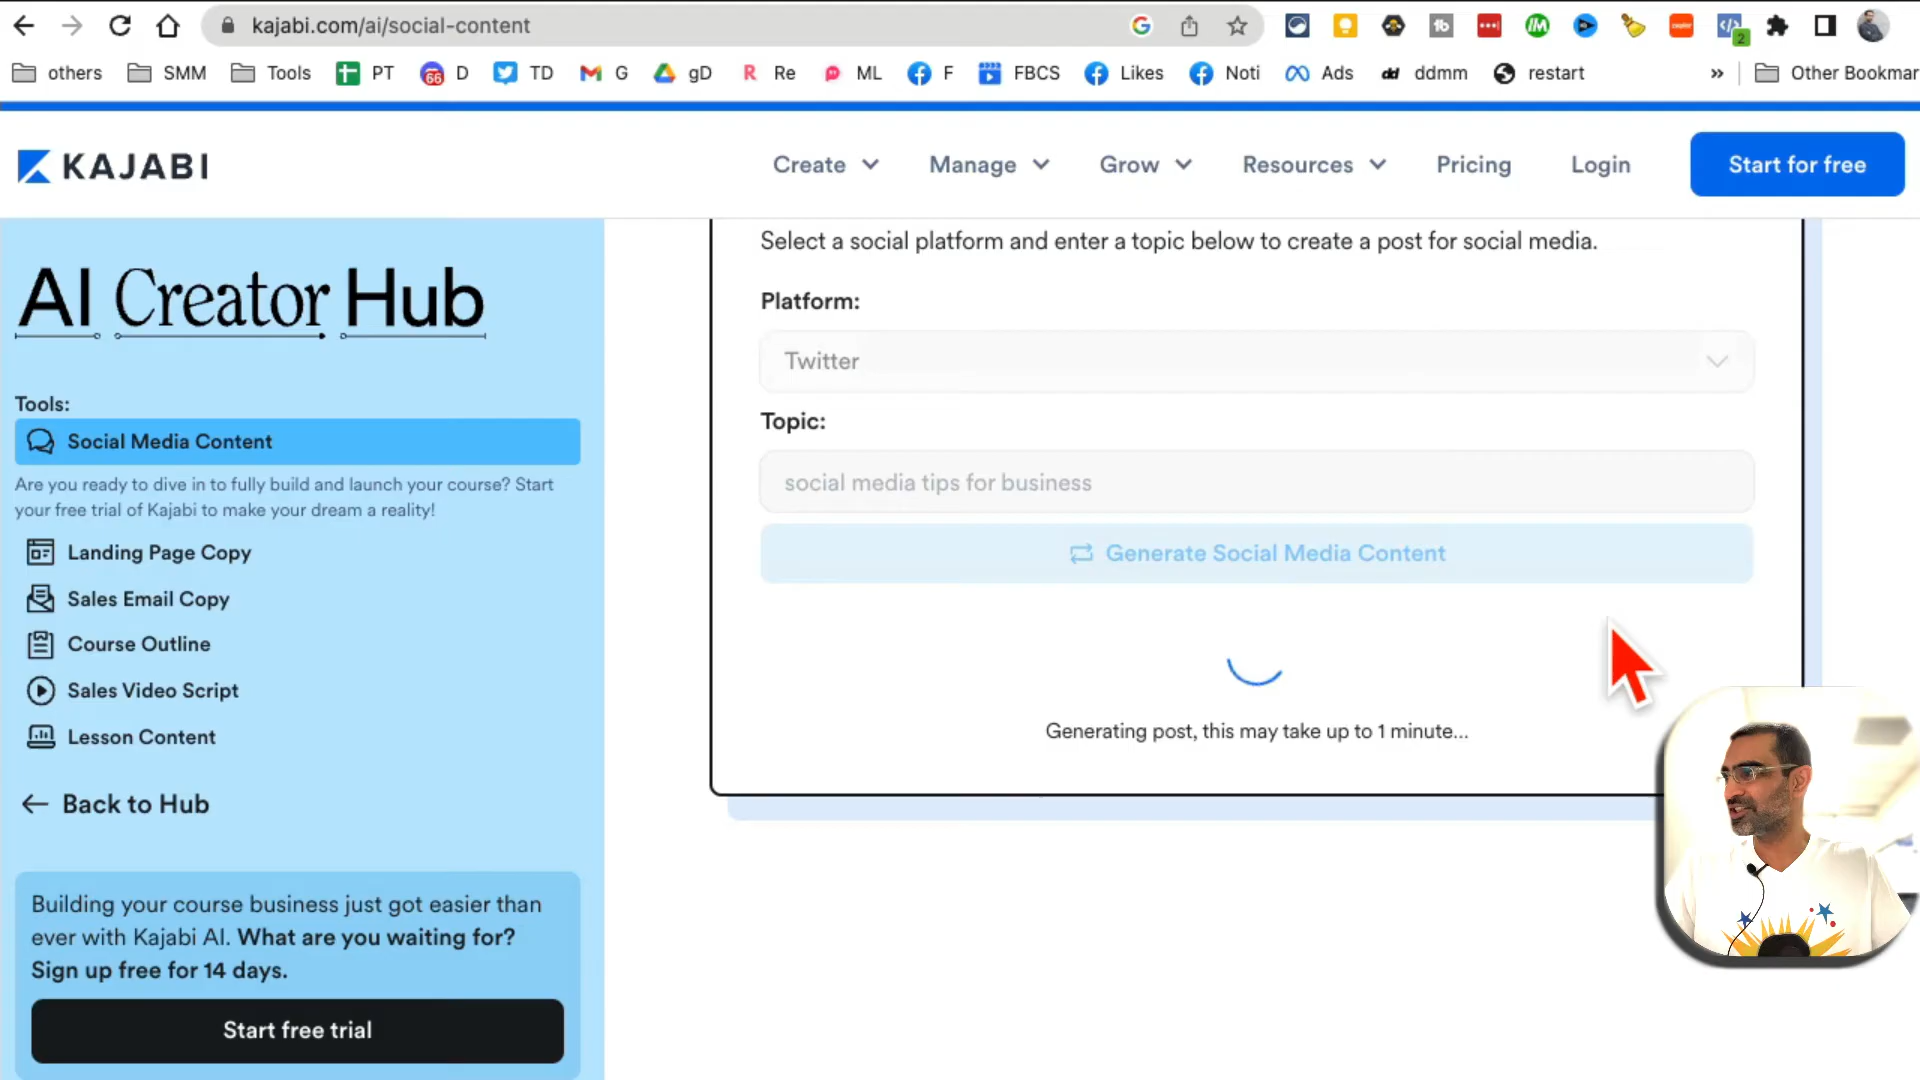 kajabi.com/ai/social-content
others SMM Tools PT D TD G gD Re ML F FBCS Likes Noti Ads ddmm restart » Other Bookmar
KAJABI
Create Manage Grow Resources Pricing Login Start for free
AI Creator Hub
Tools:
Social Media Content
Are you ready to dive in to fully build and launch your course? Start
your free trial of Kajabi to make your dream a reality!
Landing Page Copy
Sales Email Copy
Course Outline
Sales Video Script
Lesson Content
Back to Hub
Building your course business just got easier than
ever with Kajabi AI. What are you waiting for?
Sign up free for 14 days.
Start free trial
Select a social platform and enter a topic below to create a post for social media.
Platform:
Twitter
Topic:
social media tips for business
Generate Social Media Content
Generating post, this may take up to 1 minute...